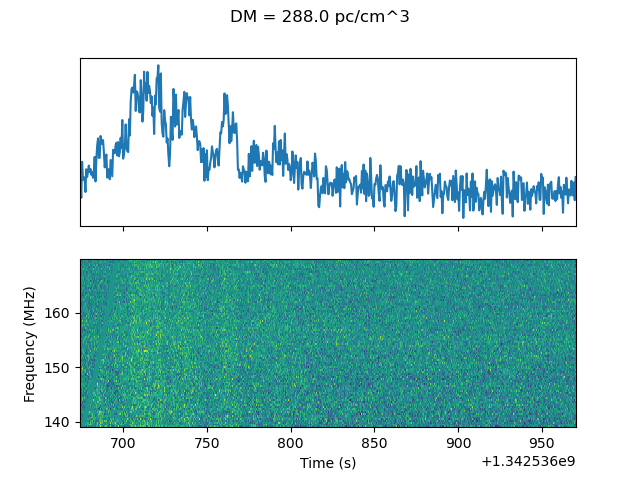 DM = 288.0 pc/cm^3
160
150
140
Frequency (MHz)
700 750 800 850 900 950
Time (s)
+1.342536e9